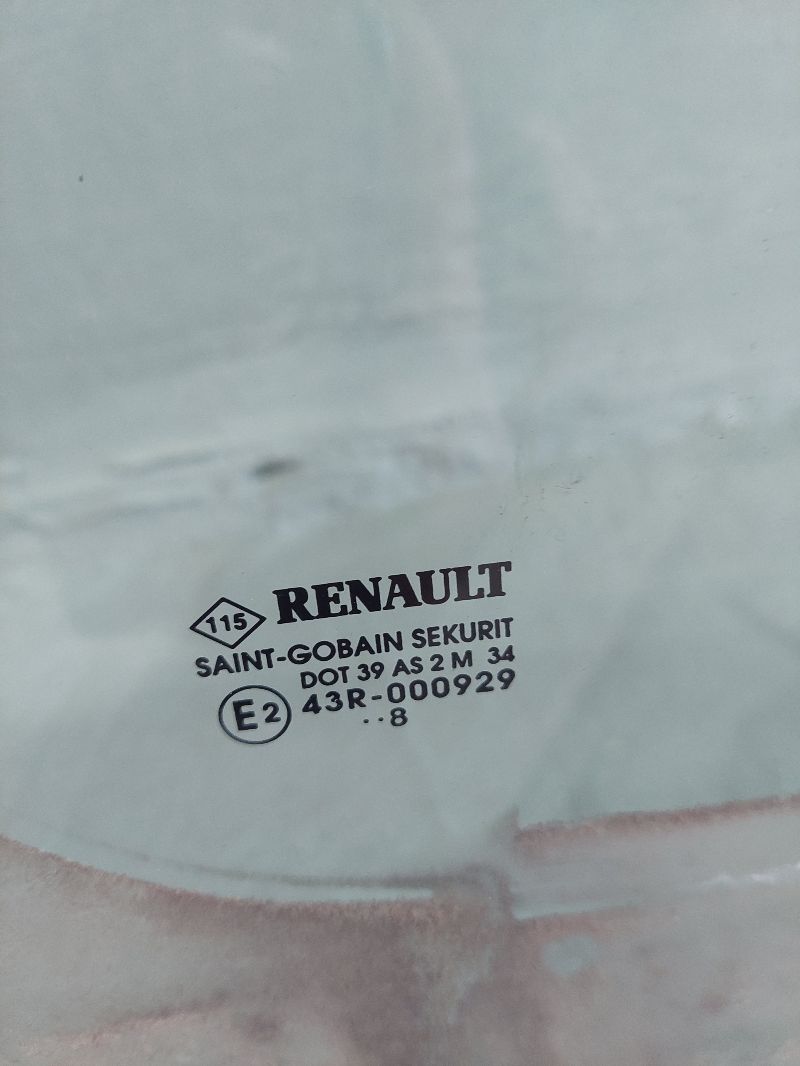 115 RENAULT
SAINT-GOBAIN SEKURIT
DOT 39 AS 2 M 34
E2 43R-000929
..8